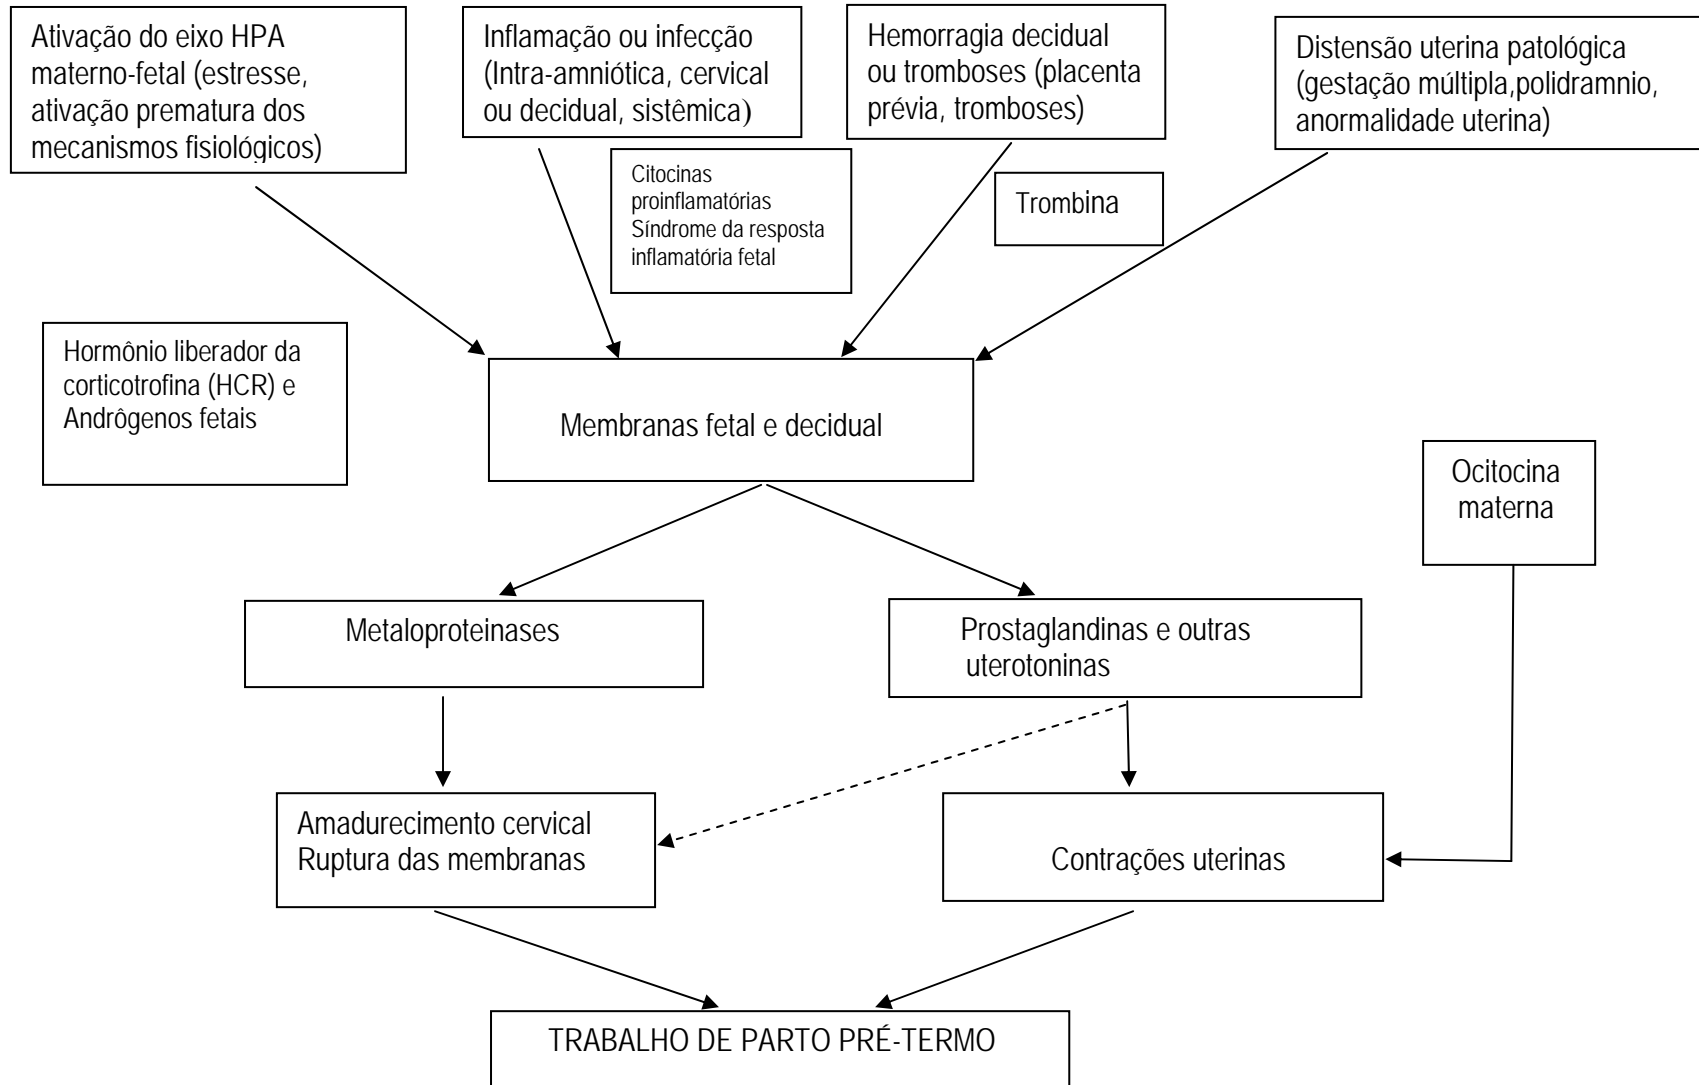 Ativação do eixo HPA
materno-fetal (estresse,
ativação prematura dos
mecanismos fisiológicos)
Inflamação ou infecção
(Intra-amniótica, cervical
ou decidual, sistêmica)
Hemorragia decidual
ou tromboses (placenta
prévia, tromboses)
Distensão uterina patológica
(gestação múltipla,polidramnio,
anormalidade uterina)
Citocinas
proinflamatórias
Síndrome da resposta
inflamatória fetal
Trombina
Hormônio liberador da
corticotrofina (HCR) e
Andrôgenos fetais
Membranas fetal e decidual
Ocitocina
materna
Metaloproteinases
Prostaglandinas e outras
uterotoninas
Amadurecimento cervical
Ruptura das membranas
Contrações uterinas
TRABALHO DE PARTO PRÉ-TERMO